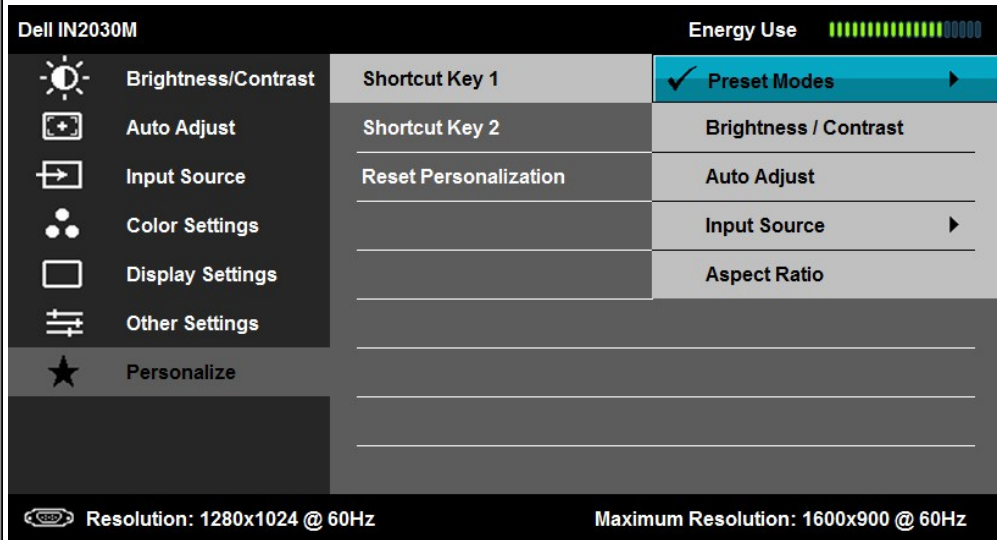 Dell IN2030M Energy Use
Brightness/Contrast Shortcut Key 1 Preset Modes
Auto Adjust Shortcut Key 2 Brightness / Contrast
Input Source Reset Personalization Auto Adjust
Color Settings Input Source
Display Settings Aspect Ratio
Other Settings
Personalize
Resolution: 1280x1024 @ 60Hz Maximum Resolution: 1600x900 @ 60Hz